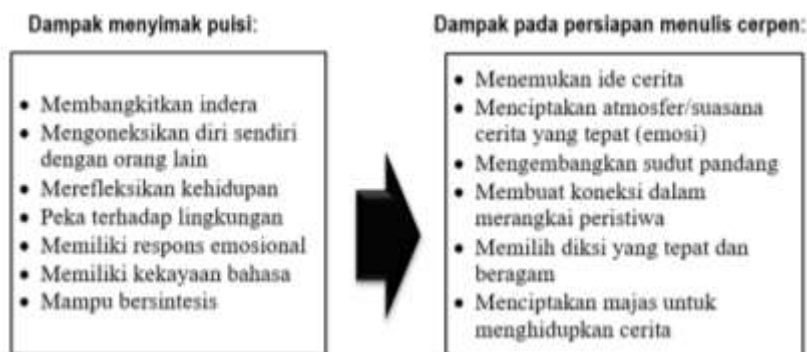 Dampak menyimak puisi:
• Membangkitkan indera
• Mengoneksikan diri sendiri
dengan orang lain
• Merefleksikan kehidupan
• Peka terhadap lingkungan
• Memiliki respons emosional
• Memiliki kekayaan bahasa
• Mampu bersintesis
Dampak pada persiapan menulis cerpen:
• Menemukan ide cerita
• Menciptakan atmosfer/suasana
cerita yang tepat (emosi)
• Mengembangkan sudut pandang
• Membuat koneksi dalam
merangkai peristiwa
• Memilih diksi yang tepat dan
beragam
• Menciptakan majas untuk
menghidupkan cerita